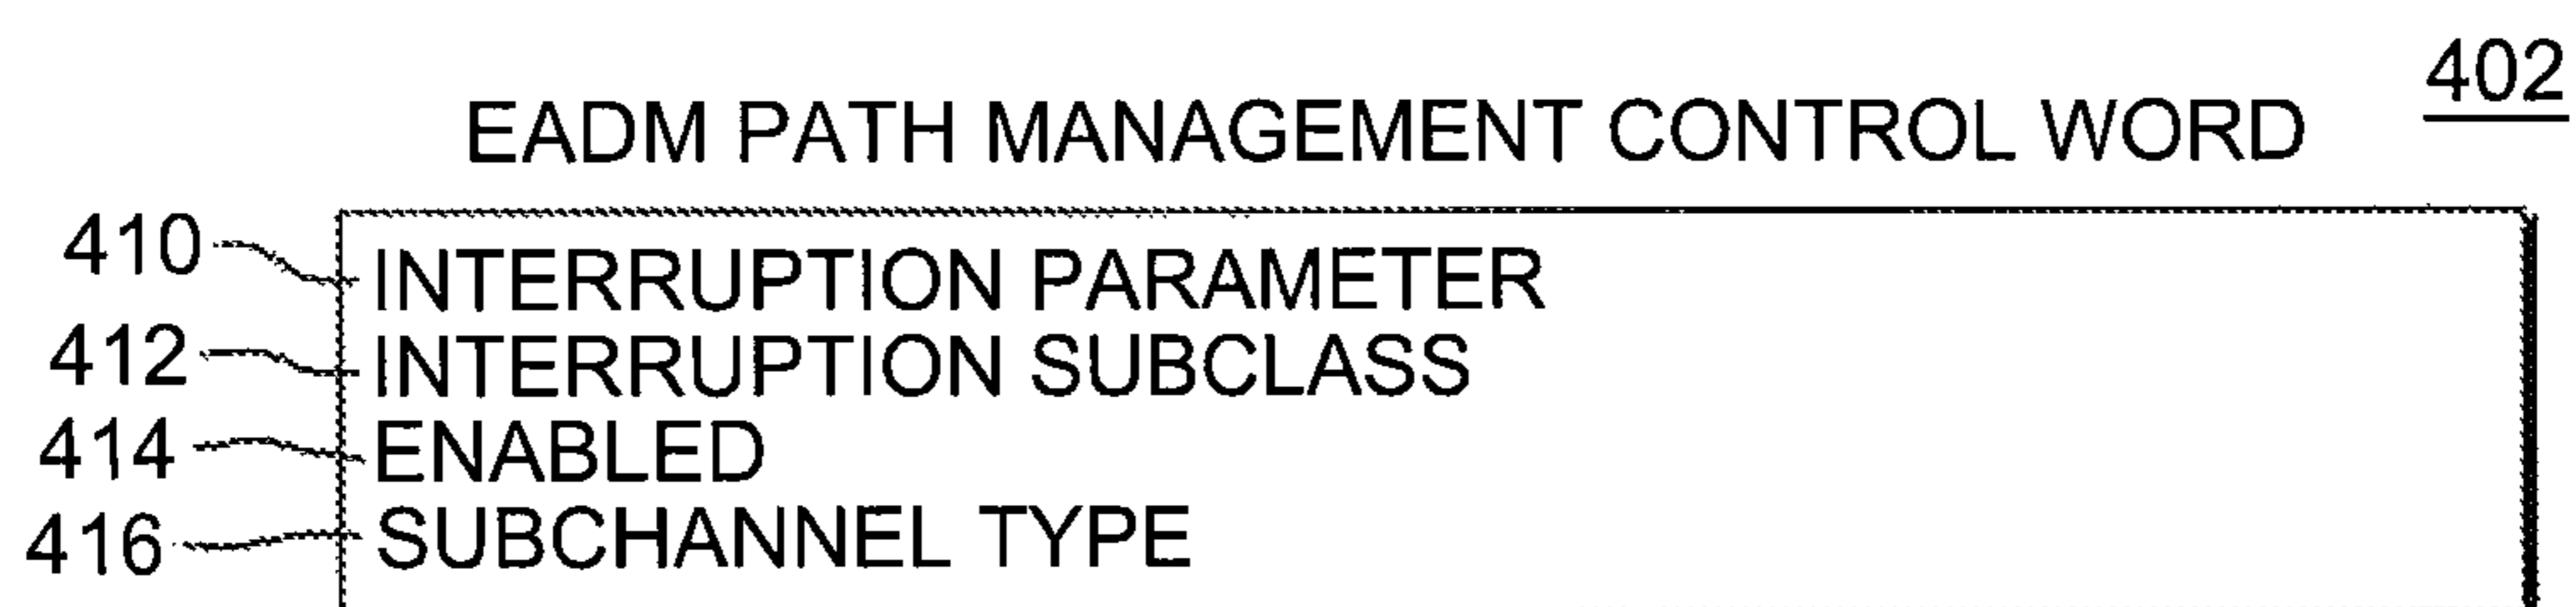 402
EADM PATH MANAGEMENT CONTROL WORD
410 INTERRUPTION PARAMETER
412 INTERRUPTION SUBCLASS
414 ENABLED
416 SUBCHANNEL TYPE